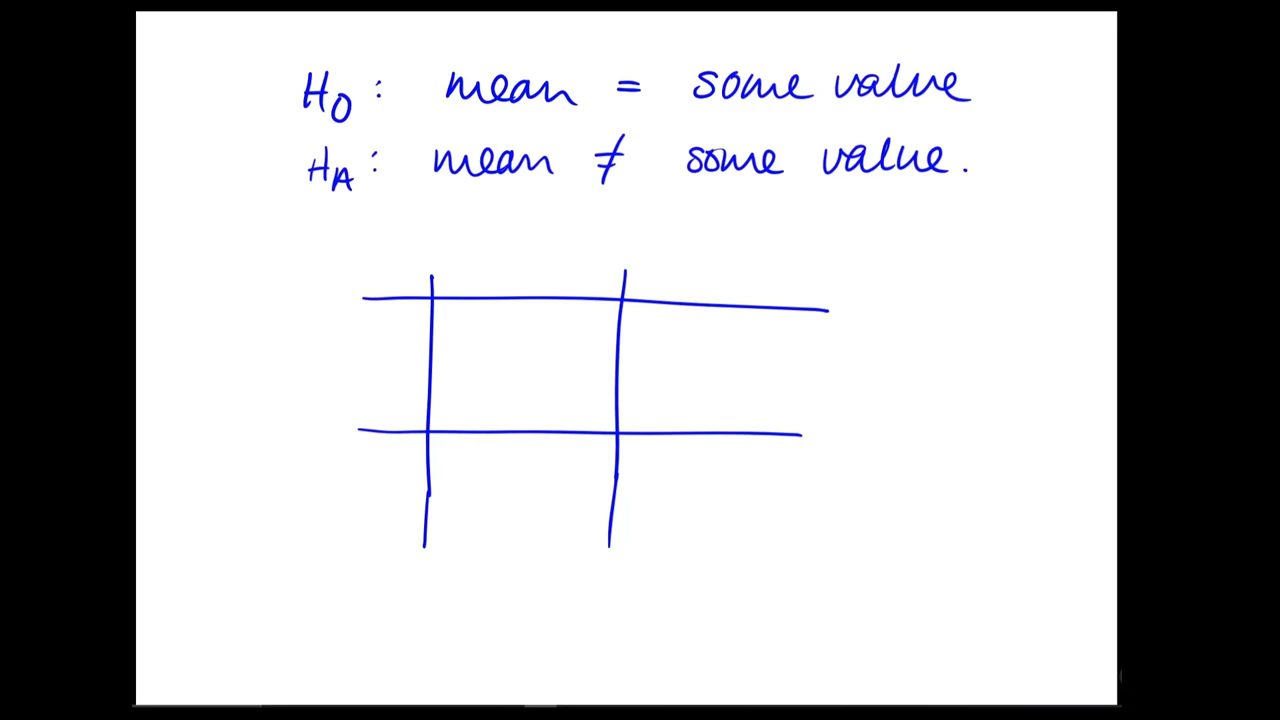 H0 : mean = some value
HA : mean ≠ some value.